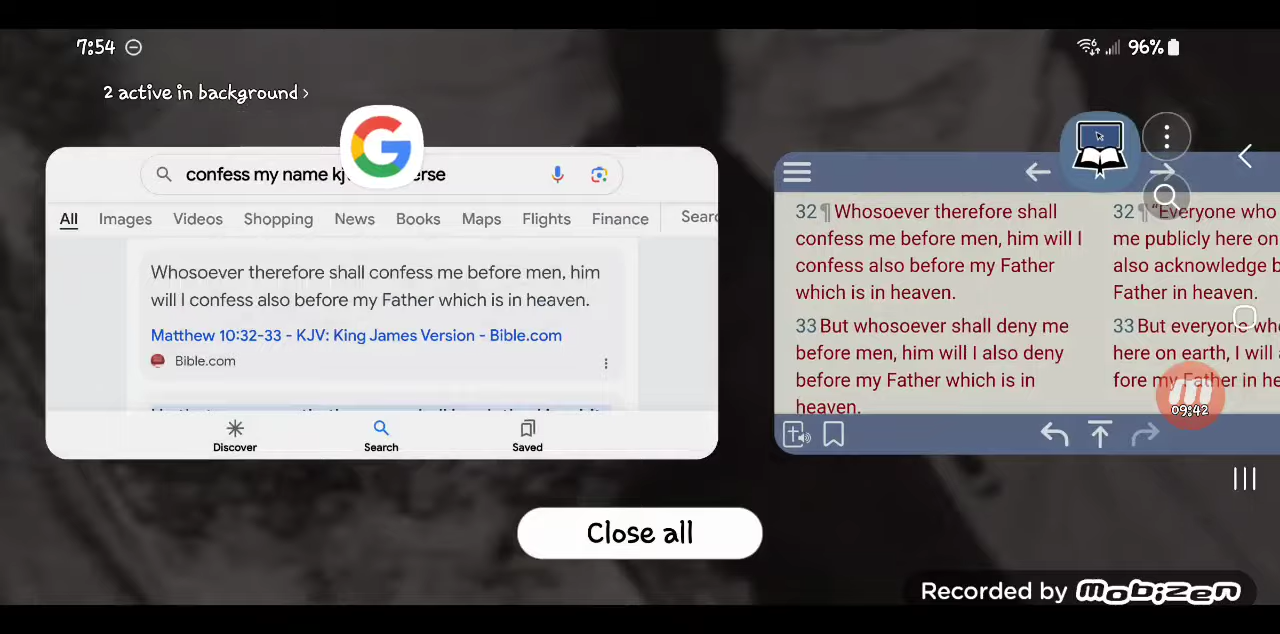 7:54
96%
2 active in background >
confess my name kj
rse
All Images Videos Shopping News Books Maps Flights Finance
Whosoever therefore shall confess me before men, him
will I confess also before my Father which is in heaven.
Matthew 10:32-33 - KJV: King James Version - Bible.com
Bible.com
Discover Search Saved
32 ¶ Whosoever therefore shall
confess me before men, him will I
confess also before my Father
which is in heaven.
33 But whosoever shall deny me
before men, him will I also deny
before my Father which is in
heaven.
32 ¶ "Everyone who
me publicly here on
also acknowledge b
Father in heaven.
33 But everyone who
here on earth, I will
fore my Father in he
09:42
Close all
Recorded by mobizen